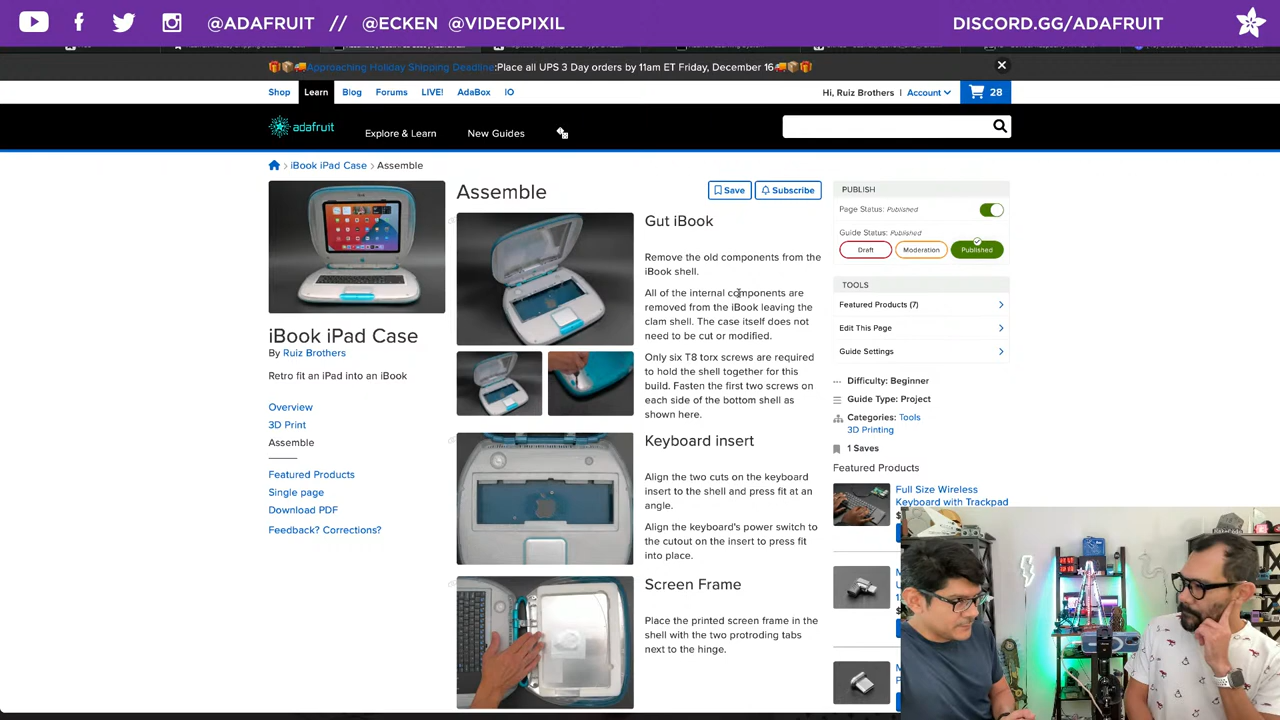 @ADAFRUIT // @ECKEN @VIDEOPIXIL
DISCORD.GG/ADAFRUIT
Approaching Holiday Shipping Deadline:Place all UPS 3 Day orders by 11am ET Friday, December 16
Shop Learn Blog Forums LIVE! AdaBox IO
Hi, Ruiz Brothers | Account 28
adafruit Explore & Learn New Guides
iBook iPad Case > Assemble
iBook iPad Case
By Ruiz Brothers
Retro fit an iPad into an iBook
Overview
3D Print
Assemble
Featured Products
Single page
Download PDF
Feedback? Corrections?
Assemble
Save Subscribe
Gut iBook
Remove the old components from the
iBook shell.
All of the internal components are
removed from the iBook leaving the
clam shell. The case itself does not
need to be cut or modified.
Only six T8 torx screws are required
to hold the shell together for this
build. Fasten the first two screws on
each side of the bottom shell as
shown here.
Keyboard insert
Align the two cuts on the keyboard
insert to the shell and press fit at an
angle.
Align the keyboard's power switch to
the cutout on the insert to press fit
into place.
Screen Frame
Place the printed screen frame in the
shell with the two protroding tabs
next to the hinge.
PUBLISH
Page Status: Published
Guide Status: Published
Draft Moderation Published
TOOLS
Featured Products (7)
Edit This Page
Guide Settings
Difficulty: Beginner
Guide Type: Project
Categories: Tools
3D Printing
1 Saves
Featured Products
Full Size Wireless
Keyboard with Trackpad